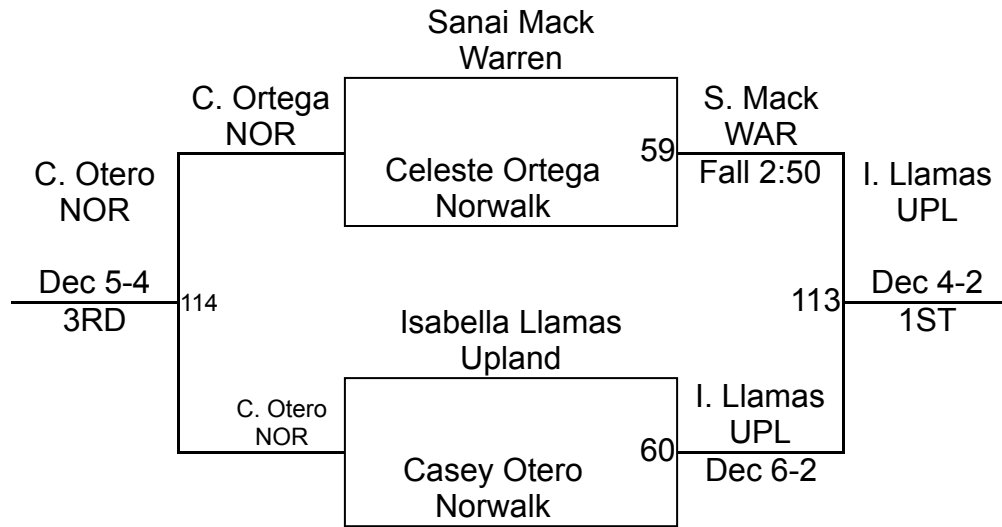 Sanai Mack
Warren
C. Ortega
NOR
S. Mack
WAR
59
Fall 2:50
Celeste Ortega
Norwalk
C. Otero
NOR
I. Llamas
UPL
Dec 5-4
3RD
114
113
Dec 4-2
1ST
Isabella Llamas
Upland
C. Otero
NOR
I. Llamas
UPL
60
Dec 6-2
Casey Otero
Norwalk